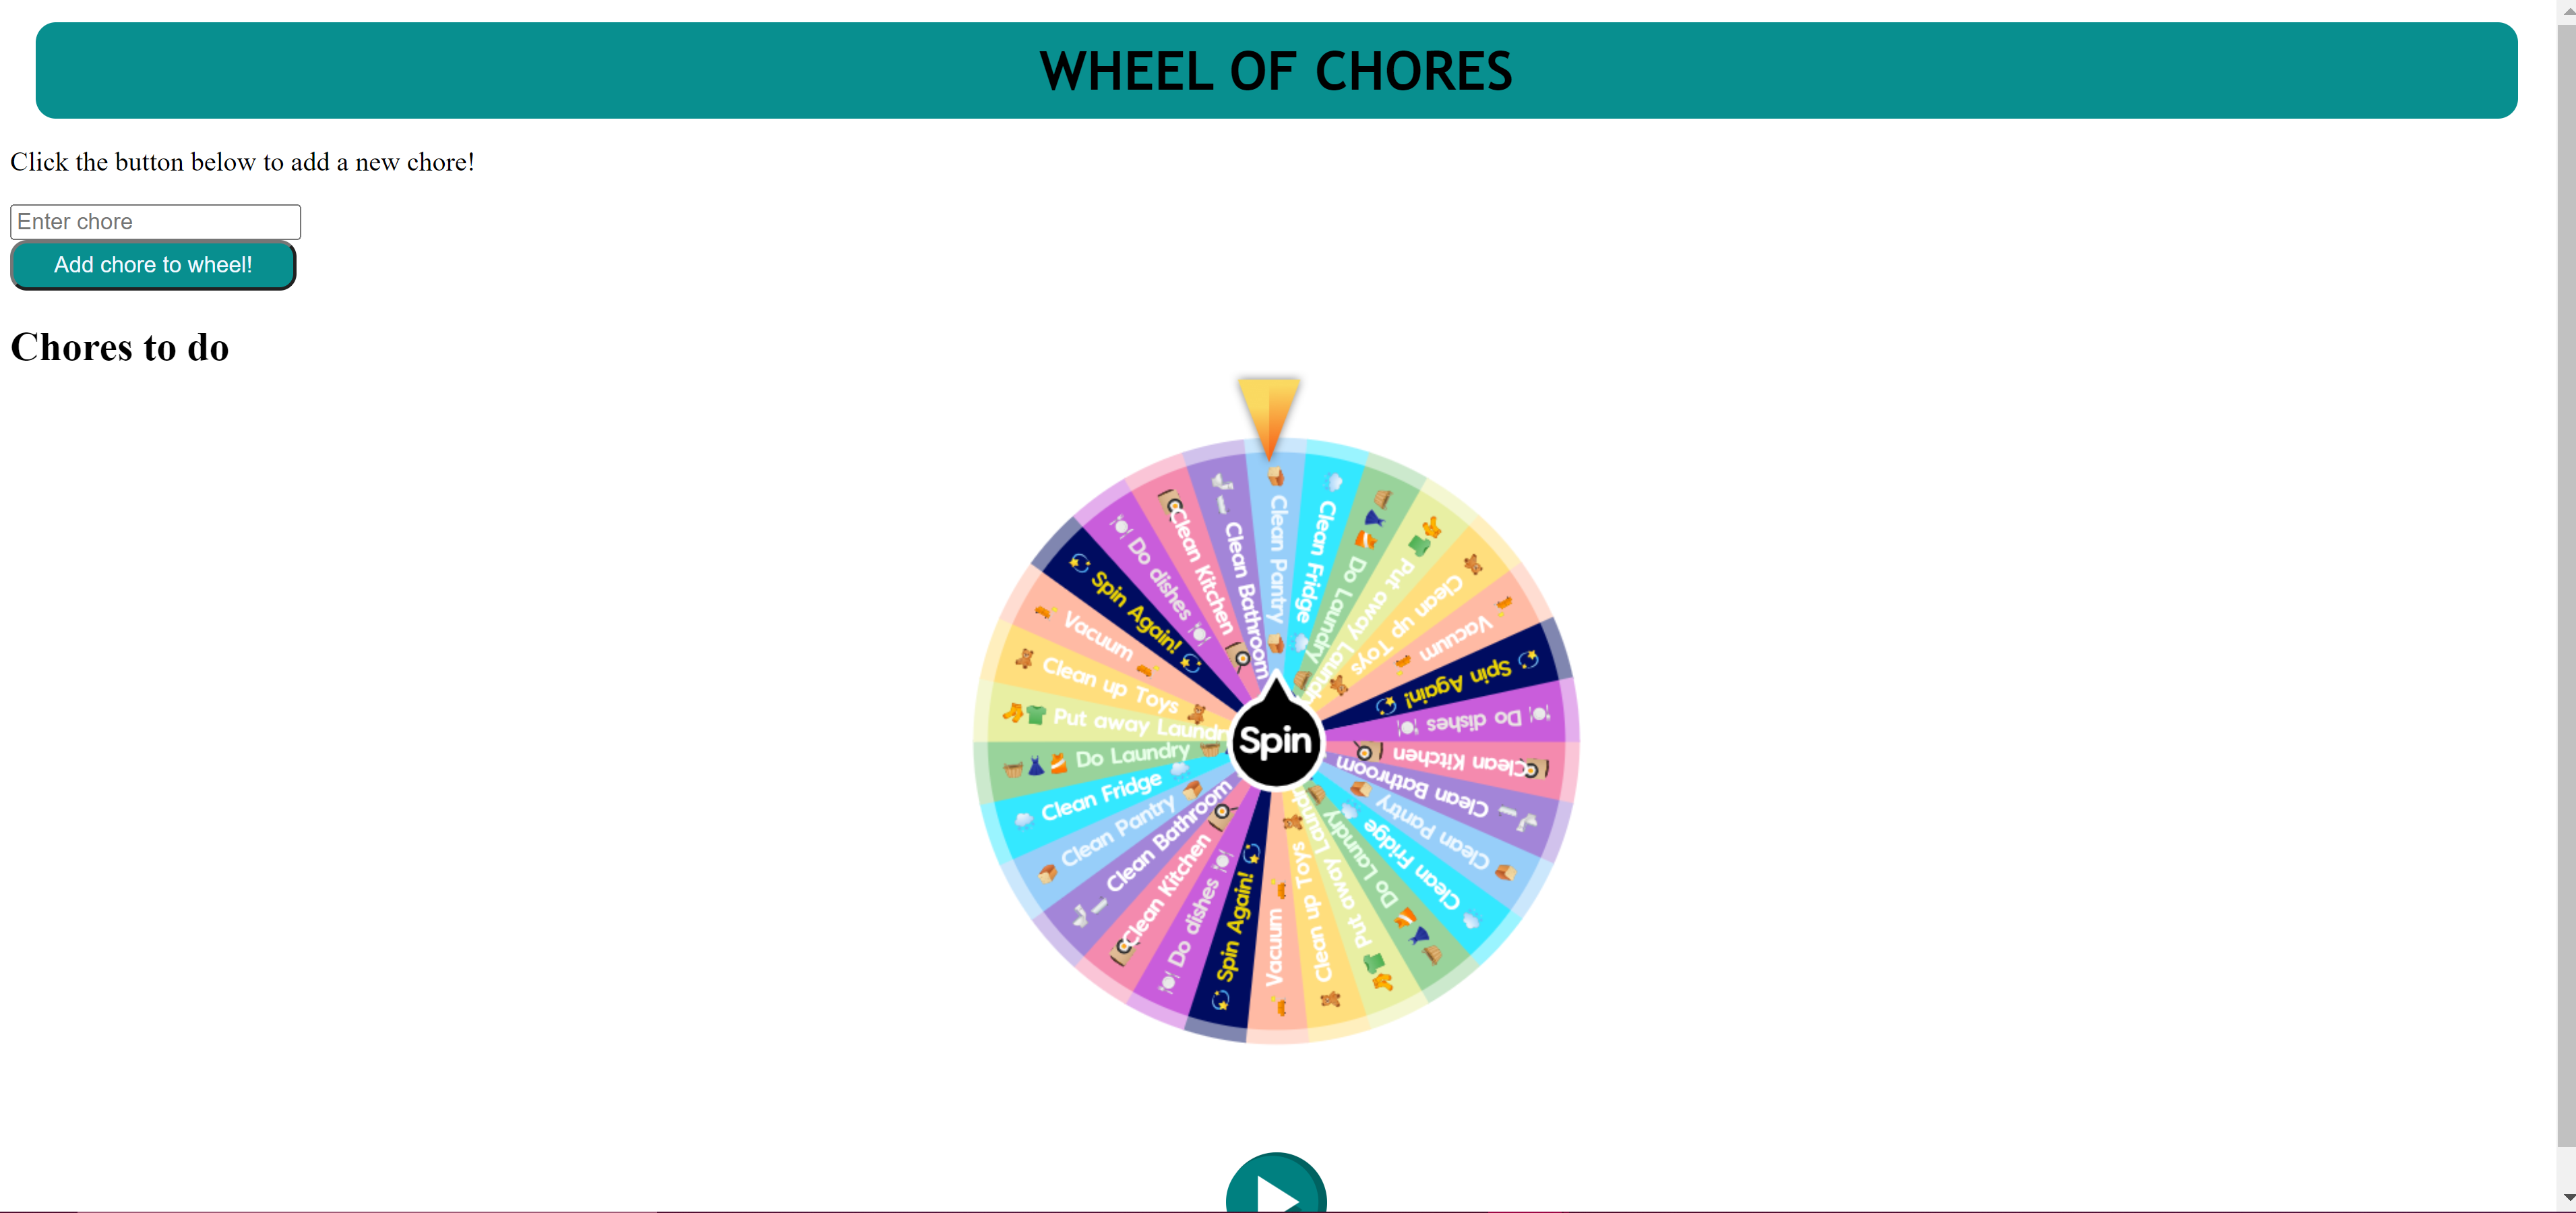 WHEEL OF CHORES
Click the button below to add a new chore!
Enter chore
Add chore to wheel!
Chores to do
Clean Pantry
Clean Fridge
Do Laundry
Put away Laundr
Clean up Toys
Vacuum
Spin Again!
Do dishes
Clean Kitchen
Clean Bathroom
Clean Pantry
Clean Fridge
Do Laundry
Put away Laund
Clean up Toys
Vacuum
Spin Again!
Do dishes
Clean Kitchen
Clean Bathroom
Clean Pantry
Clean Fridge
Do Laundry
Put away Laundr
Clean up Toys
Vacuum
Spin Again!
Do dishes
Clean Kitchen
Clean Bathroom
Spin